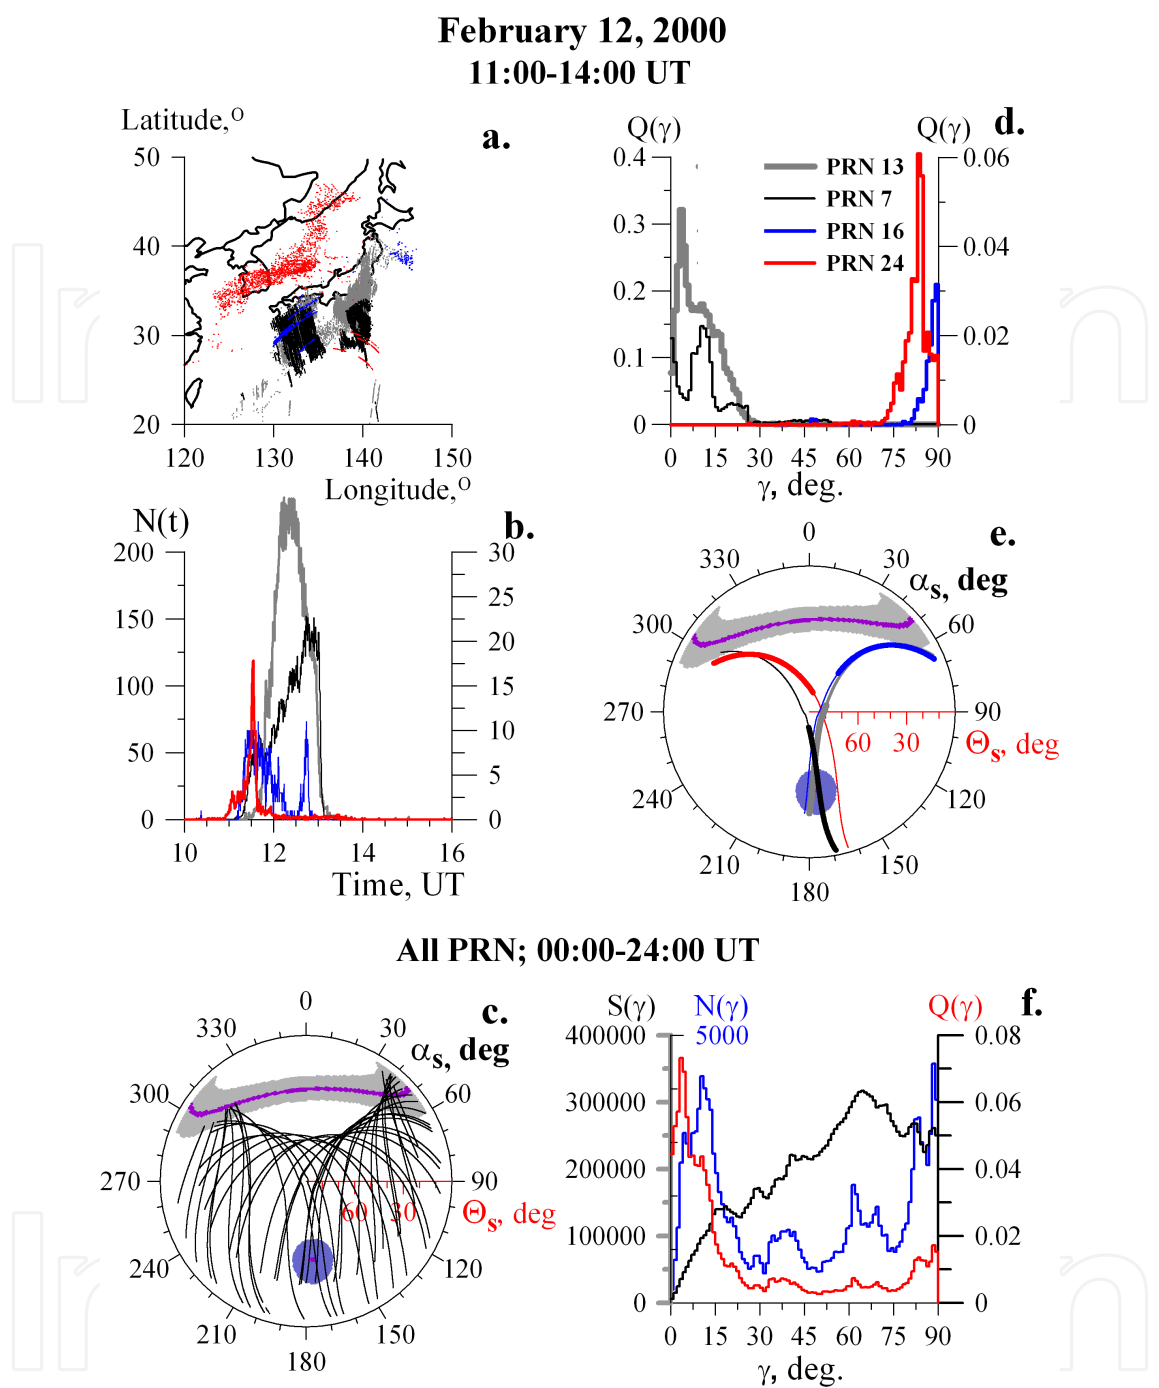 February 12, 2000
11:00-14:00 UT
Latitude,°
a.
50
40
30
20
120 130 140 150
Longitude,°
Q(γ)
Q(γ)
d.
0.4
0.3
0.2
0.1
0
0.06
0.04
0.02
0
PRN 13
PRN 7
PRN 16
PRN 24
0 15 30 45 60 75 90
γ, deg.
N(t)
b.
200
150
100
50
0
30
25
20
15
10
5
0
10 12 14 16
Time, UT
e.
αs, deg
0
30
60
90
120
150
180
210
240
270
300
330
60 30
Θs, deg
All PRN; 00:00-24:00 UT
c.
αs, deg
0
30
60
90
120
150
180
210
240
270
300
330
60 30
Θs, deg
S(γ)
N(γ)
Q(γ)
f.
400000
300000
200000
100000
0
5000
0.08
0.06
0.04
0.02
0
0 15 30 45 60 75 90
γ, deg.